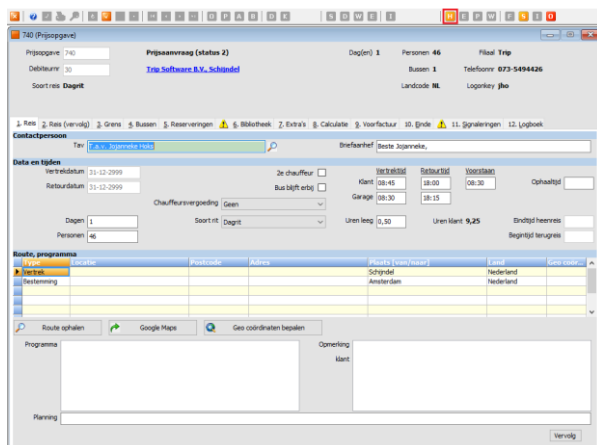 O P A B D K S O W E I H E P W F S I O
740 (Prijsopgave)
Prijsopgave 740 Prijsaanvraag (status 2) Dag(en) 1 Personen 46 Filiaal Trip
Debiteurnr 30 Trip Software B.V., Schijndel Bussen 1 Telefoonnr 073-5494426
Soort reis Dagrit Landcode NL Logonkey jho
1. Reis 2. Reis (vervolg) 3. Grens 4. Bussen 5. Reserveringen 6. Bibliotheek 7. Extra's 8. Calculatie 9. Voorfactuur 10. Einde 11. Signaleringen 12. Logboek
Contactpersoon
Tav T.a.v. Jojanneke Hoks Briefaanhef Beste Jojanneke,
Data en tijden
Vertrekdatum 31-12-2999 2e chauffeur Vertrektijd Retourtijd Voorstaan
Klant 08:45 18:00 08:30 Ophaaltijd
Retourdatum 31-12-2999 Bus blijft erbij
Garage 08:30 18:15
Chauffeursvergoeding Geen
Dagen 1 Soort rit Dagrit Uren leeg 0,50 Uren klant 9,25 Eindtijd heenreis
Personen 46 Begintijd terugreis
Route, programma
Type Locatie Postcode Adres Plaats [van/naar] Land Geo coör...
Vertrek Schijndel Nederland
Bestemming Amsterdam Nederland
Route ophalen Google Maps Geo coördinaten bepalen
Programma Opmerking
klant
Planning
Vervolg